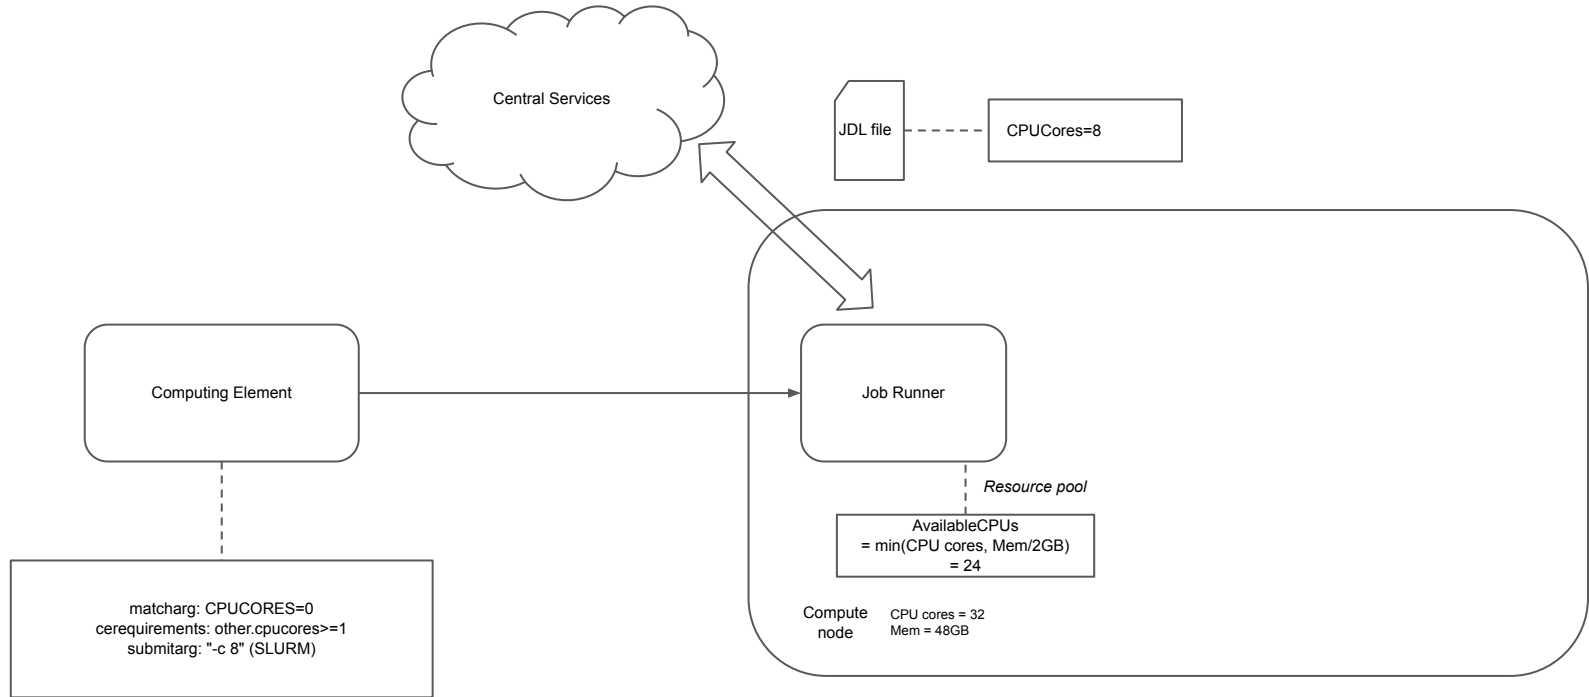 Central Services
JDL file
CPUCores=8
Computing Element
Job Runner
Resource pool
AvailableCPUs
= min(CPU cores, Mem/2GB)
= 24
matcharg: CPUCORES=0
cerequirements: other.cpucores>=1
submitarg: "-c 8" (SLURM)
Compute
node
CPU cores = 32
Mem = 48GB